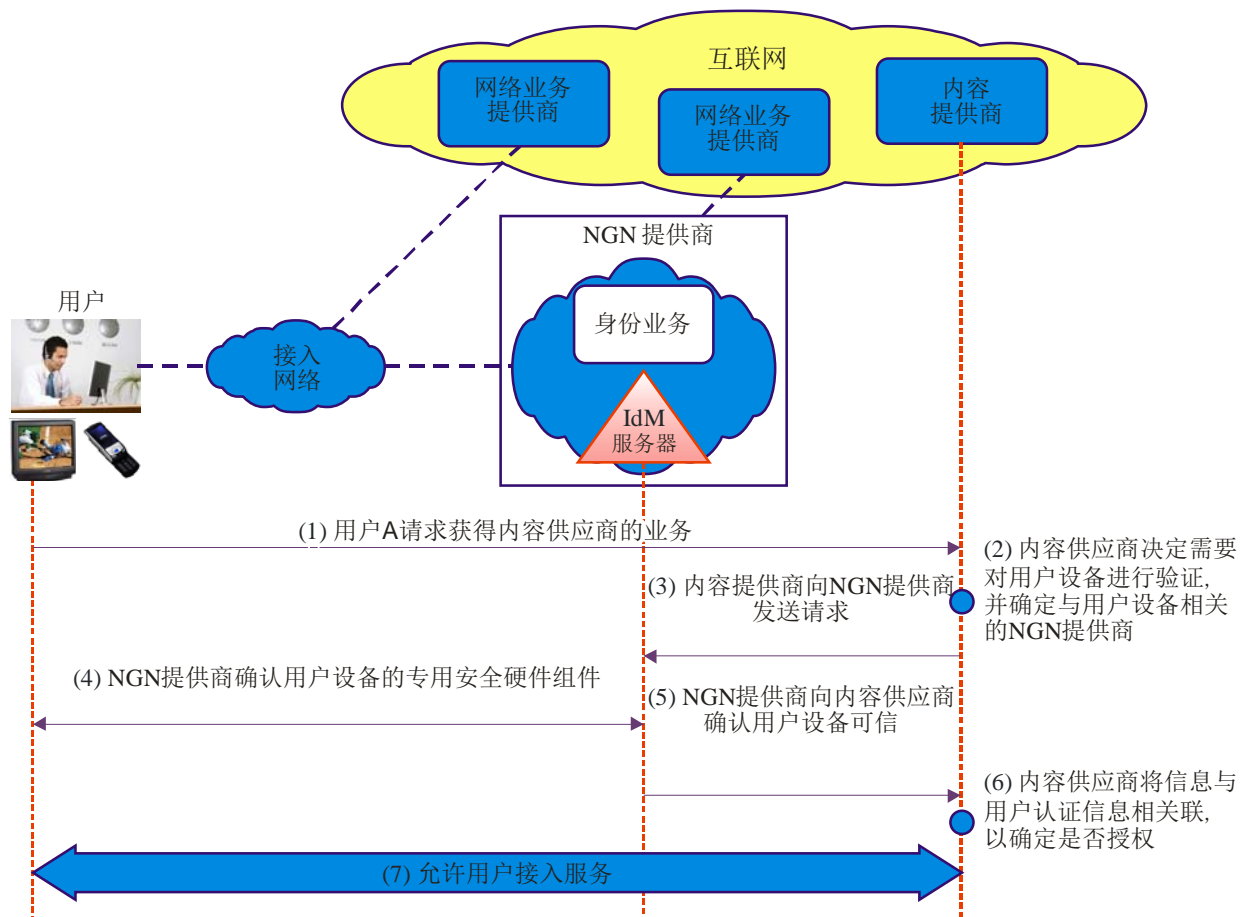 互联网
网络业务
提供商
网络业务
提供商
内容
提供商
NGN 提供商
身份业务
用户
接入
网络
IdM
服务器
(1) 用户A请求获得内容供应商的业务
(2) 内容供应商决定需要
对用户设备进行验证,
并确定与用户设备相关
的NGN提供商
(3) 内容提供商向NGN提供商
发送请求
(4) NGN提供商确认用户设备的专用安全硬件组件
(5) NGN提供商向内容供应商
确认用户设备可信
(6) 内容供应商将信息与
用户认证信息相关联,
以确定是否授权
(7) 允许用户接入服务